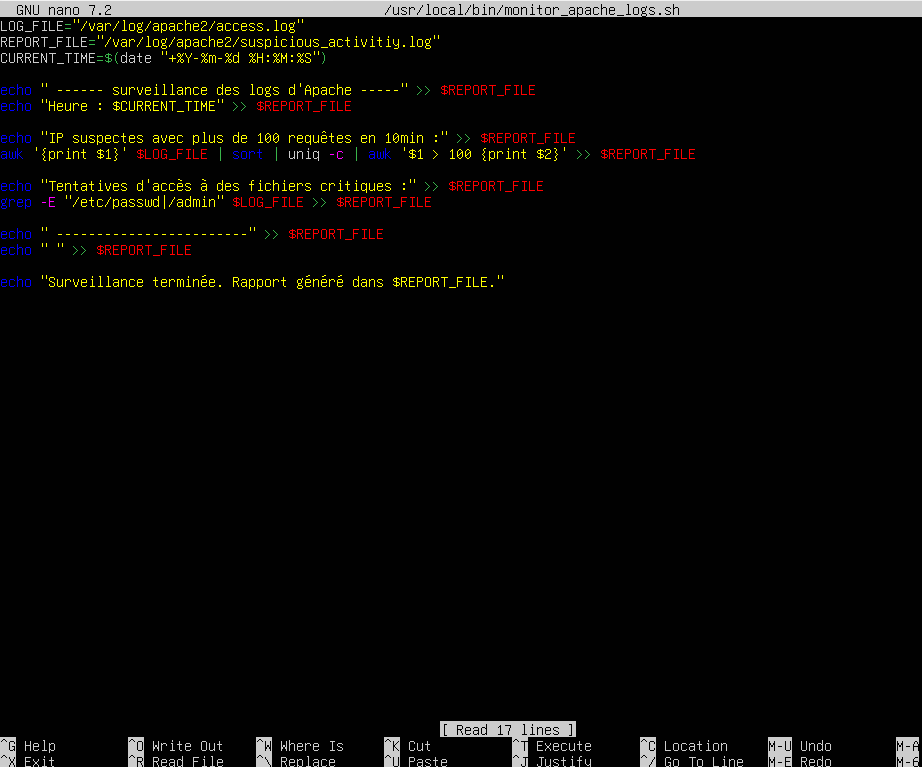 GNU nano 7.2 /usr/local/bin/monitor_apache_logs.sh
LOG_FILE="/var/log/apache2/access.log"
REPORT_FILE="/var/log/apache2/suspicious_activitiy.log"
CURRENT_TIME=$(date "+%Y-%m-%d %H:%M:%S")

echo " ------ surveillance des logs d'Apache -----" >> $REPORT_FILE
echo "Heure : $CURRENT_TIME" >> $REPORT_FILE

echo "IP suspectes avec plus de 100 requêtes en 10min :" >> $REPORT_FILE
awk '{print $1}' $LOG_FILE | sort | uniq -c | awk '$1 > 100 {print $2}' >> $REPORT_FILE

echo "Tentatives d'accès à des fichiers critiques :" >> $REPORT_FILE
grep -E "/etc/passwd|/admin" $LOG_FILE >> $REPORT_FILE

echo " ------------------------" >> $REPORT_FILE
echo " " >> $REPORT_FILE

echo "Surveillance terminée. Rapport généré dans $REPORT_FILE."

[ Read 17 lines ]
^G Help ^O Write Out ^W Where Is ^K Cut ^T Execute ^C Location M-U Undo M-A
^X Exit ^R Read File ^\ Replace ^U Paste ^J Justify ^/ Go To Line M-E Redo M-6